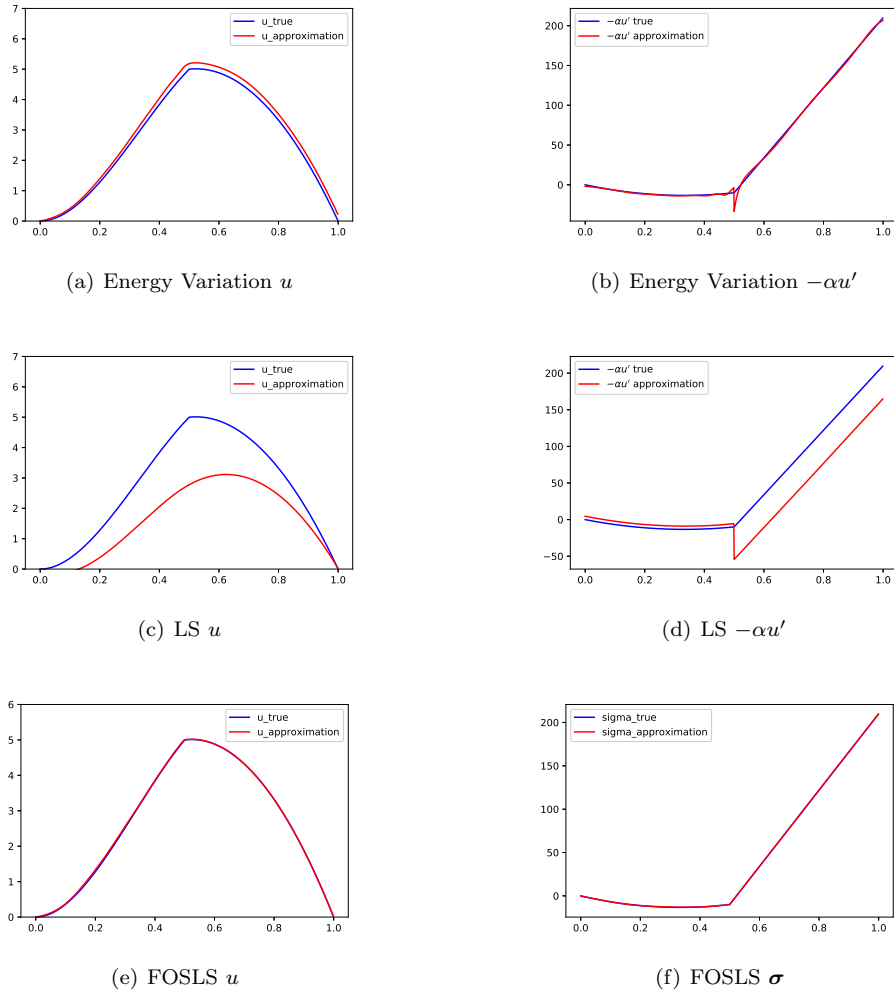 7
6
5
4
3
2
1
0
0.0 0.2 0.4 0.6 0.8 1.0
u_true
u_approximation
(a) Energy Variation u
200
150
100
50
0
0.0 0.2 0.4 0.6 0.8 1.0
−αu′ true
−αu′ approximation
(b) Energy Variation −αu′
7
6
5
4
3
2
1
0
0.0 0.2 0.4 0.6 0.8 1.0
u_true
u_approximation
(c) LS u
200
150
100
50
0
−50
0.0 0.2 0.4 0.6 0.8 1.0
−αu′ true
−αu′ approximation
(d) LS −αu′
6
5
4
3
2
1
0
0.0 0.2 0.4 0.6 0.8 1.0
u_true
u_approximation
(e) FOSLS u
200
150
100
50
0
0.0 0.2 0.4 0.6 0.8 1.0
sigma_true
sigma_approximation
(f) FOSLS σ